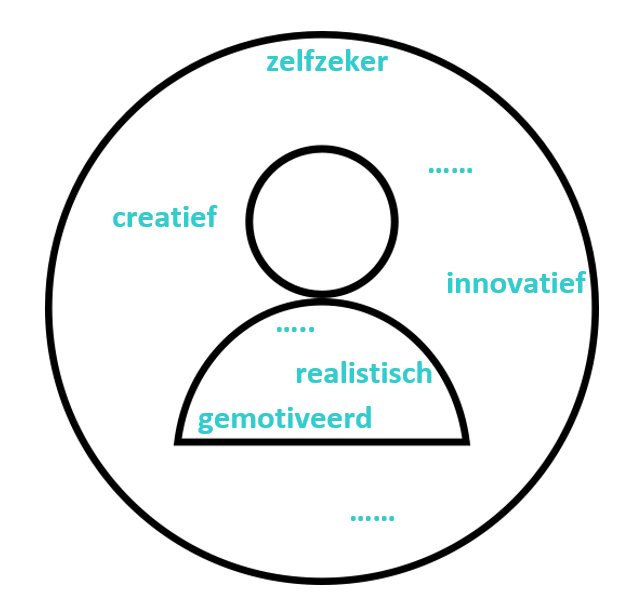 zelfzeker
......
creatief
innovatief
.....
realistisch
gemotiveerd
......